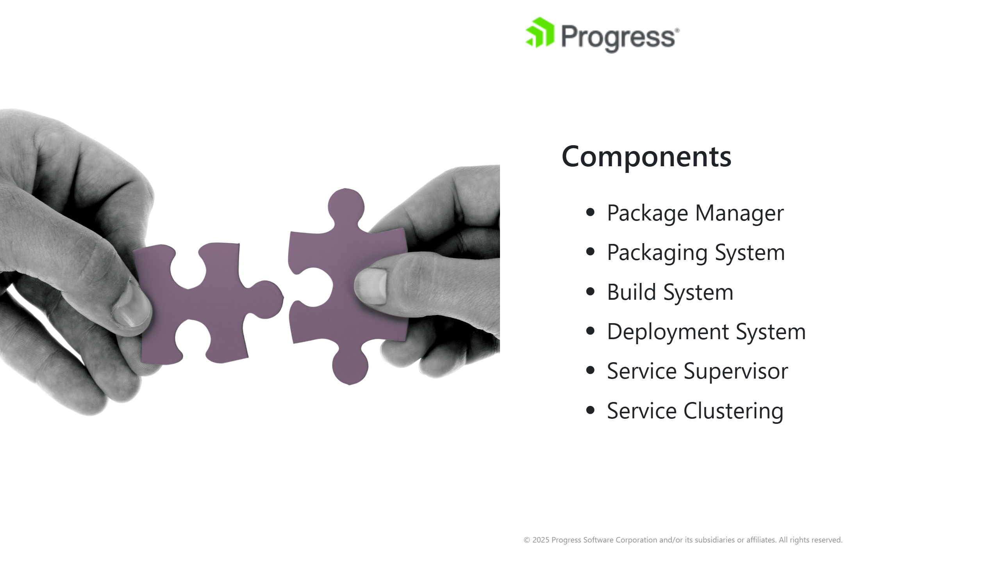 Progress®
Components
• Package Manager
• Packaging System
• Build System
• Deployment System
• Service Supervisor
• Service Clustering
© 2025 Progress Software Corporation and/or its subsidiaries or affiliates. All rights reserved.